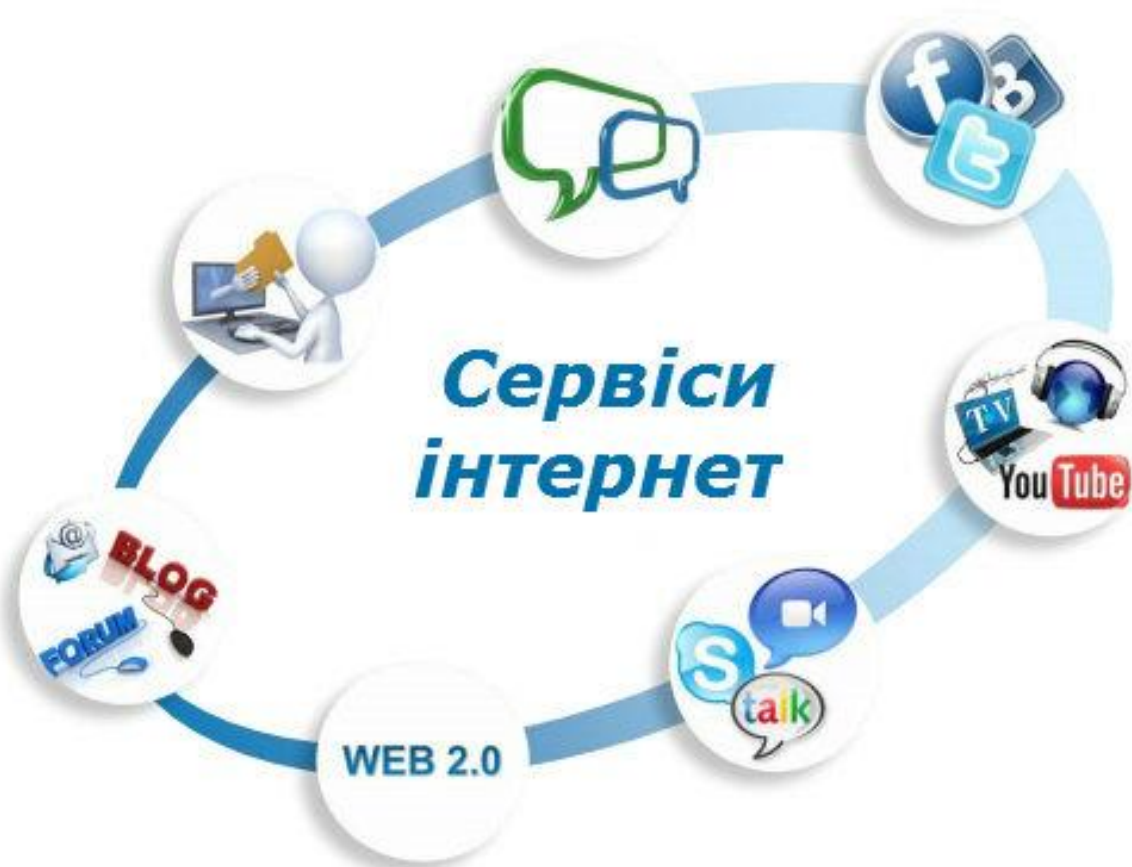 f
B
t
Сервіси
інтернет
TV
YouTube
@
BLOG
FORUM
S
talk
WEB 2.0